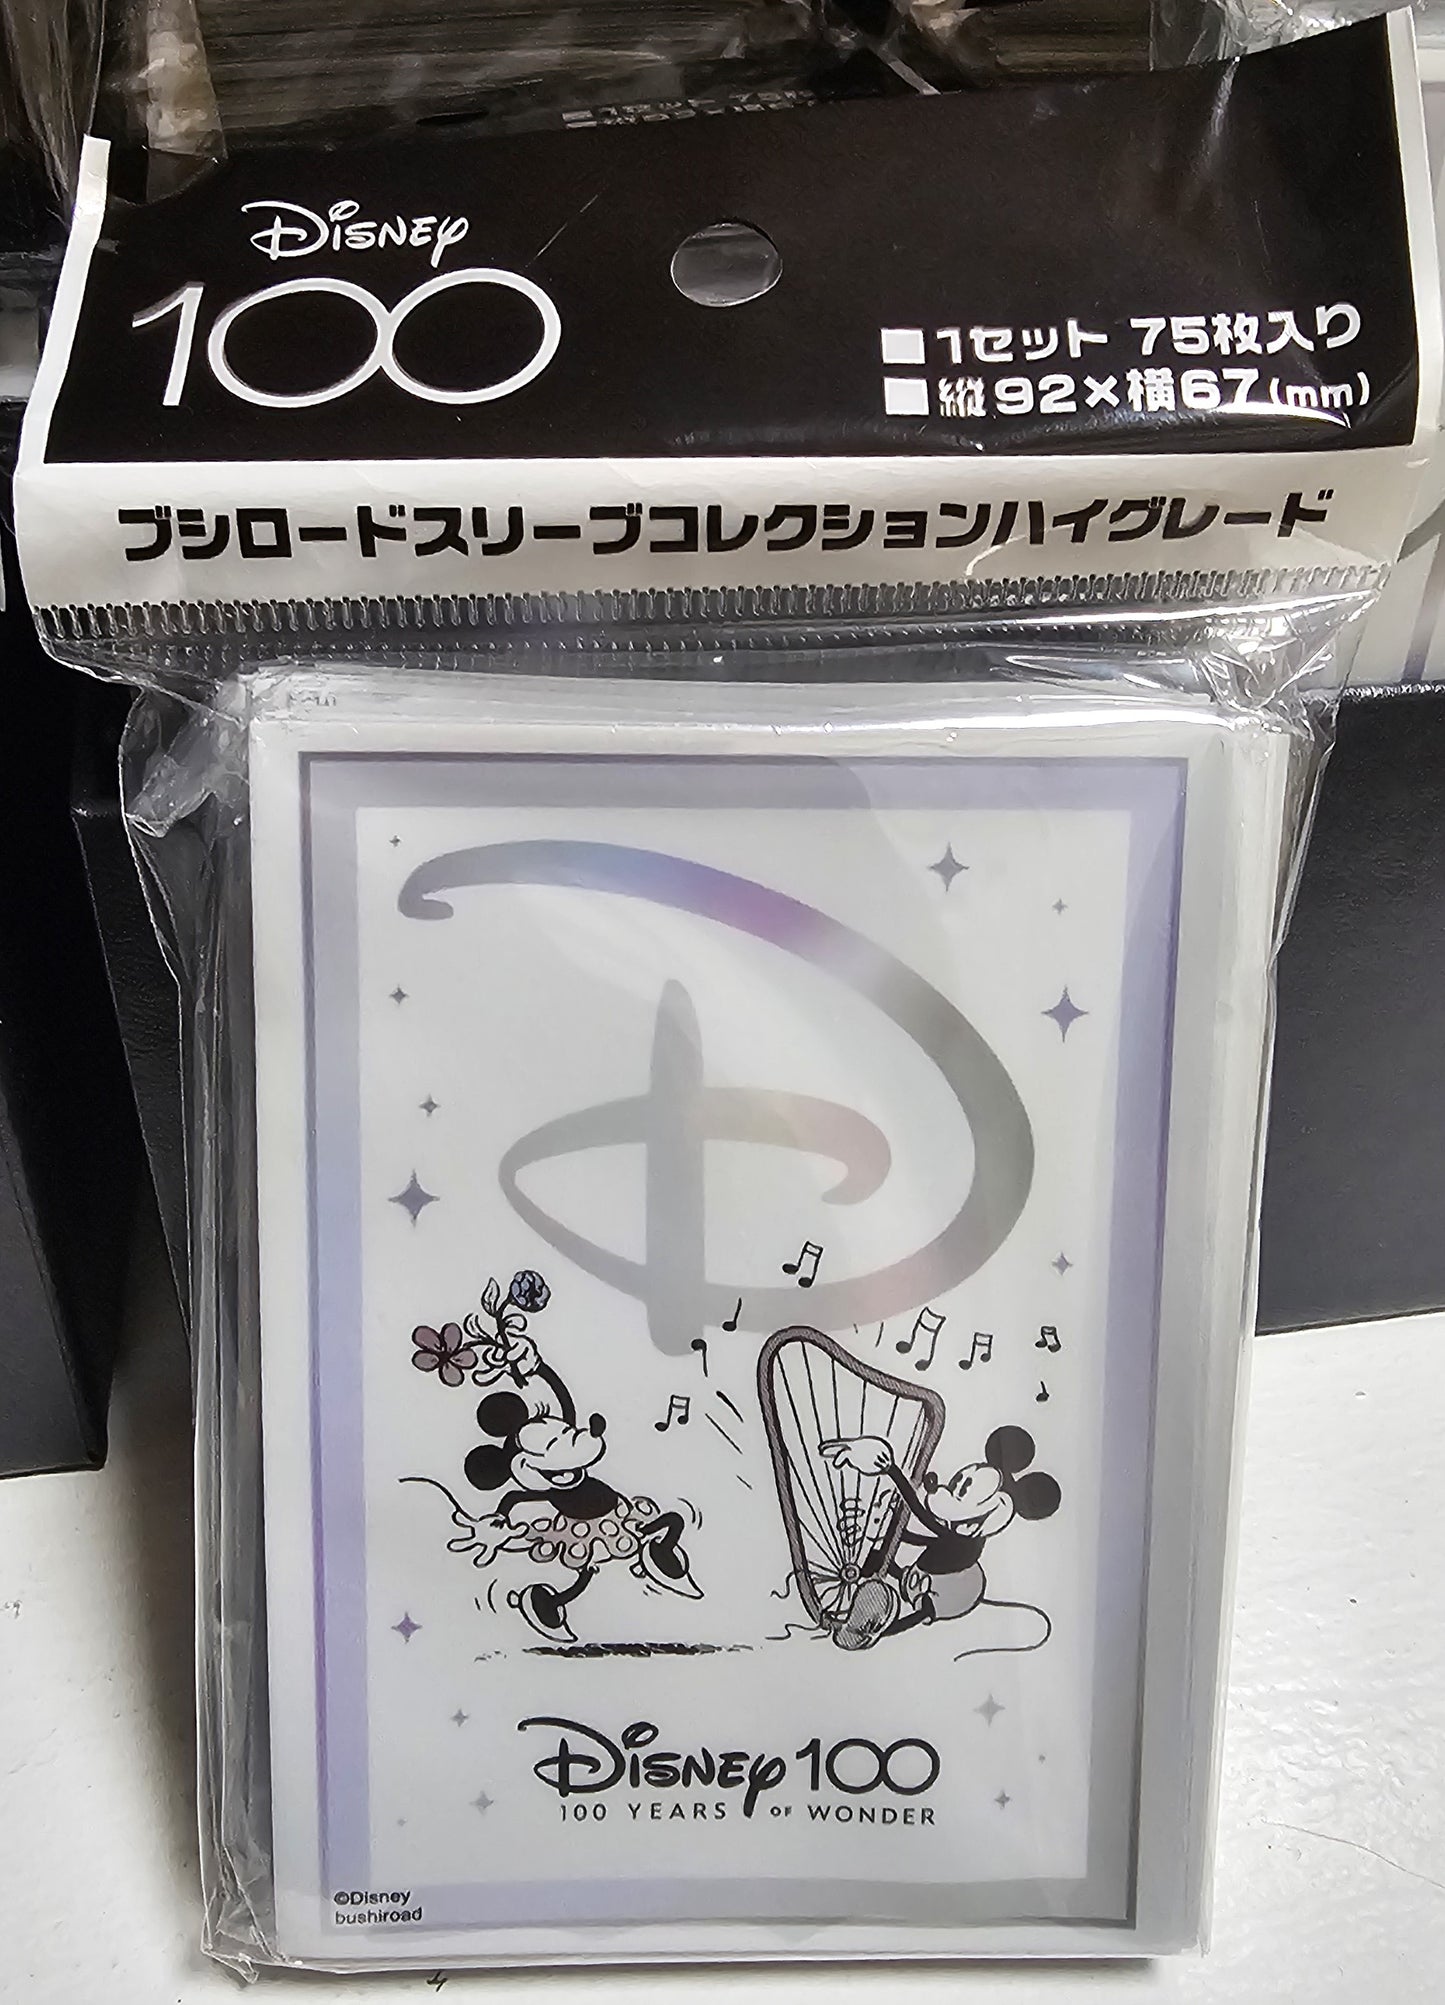 Disney
100
■1セット 75枚入り
■縦92×横67(mm)
ブシロードスリーブコレクションハイグレード
Disney 100
100 YEARS OF WONDER
©Disney
bushiroad